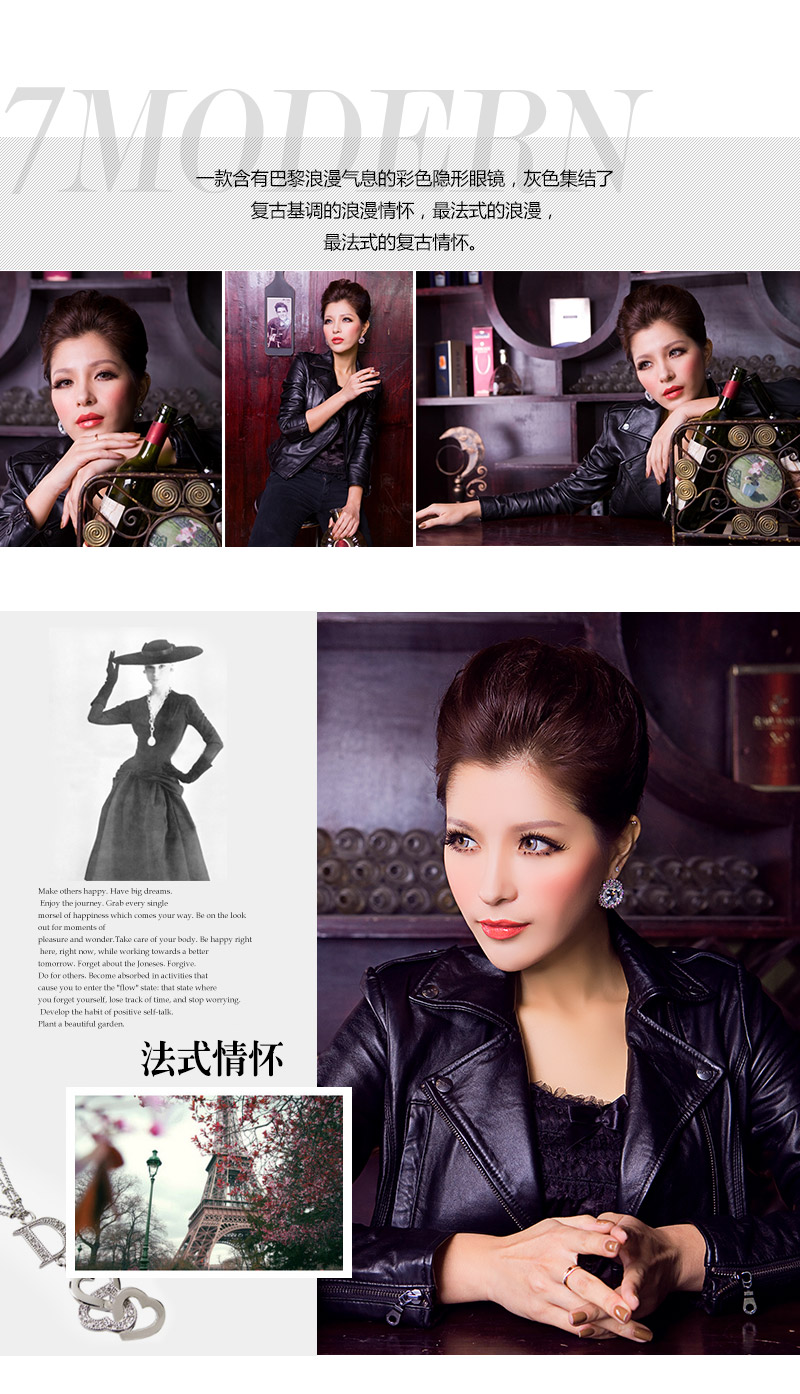 7MODERN
一款含有巴黎浪漫气息的彩色隐形眼镜，灰色集结了
复古基调的浪漫情怀，最法式的浪漫，
最法式的复古情怀。
Make others happy. Have big dreams.
Enjoy the journey. Grab every single
morsel of happiness which comes your way. Be on the look
out for moments of
pleasure and wonder.Take care of your body. Be happy right
here, right now, while working towards a better
tomorrow. Forget about the Joneses. Forgive.
Do for others. Become absorbed in activities that
cause you to enter the "flow" state: that state where
you forget yourself, lose track of time, and stop worrying.
Develop the habit of positive self-talk.
Plant a beautiful garden.
法式情怀
D